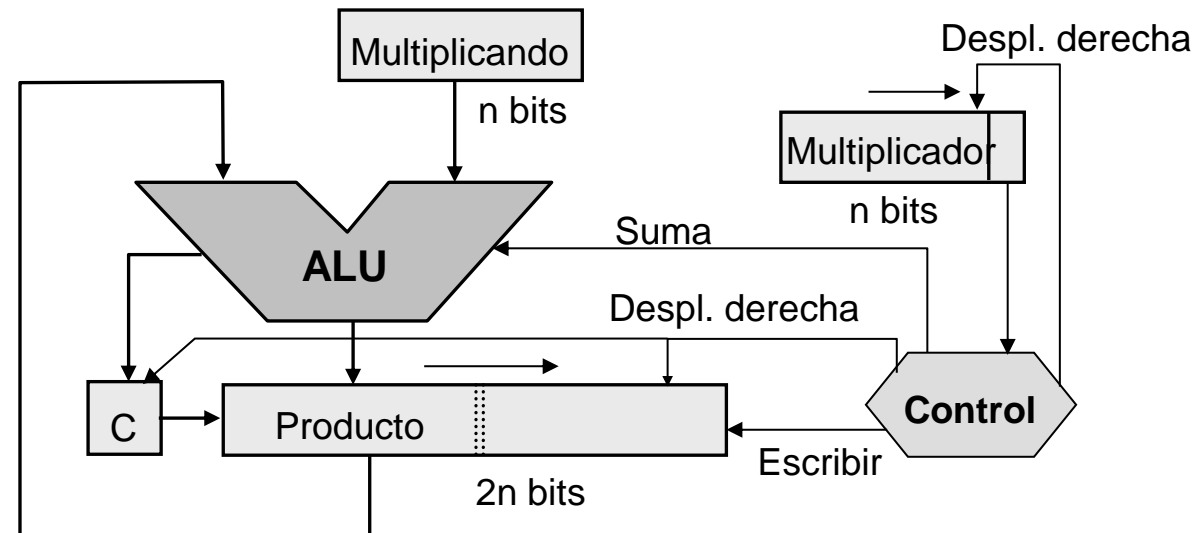 Despl. derecha
Multiplicando
n bits
Multiplicador
n bits
Suma
ALU
Despl. derecha
C
Producto
Control
Escribir
2n bits